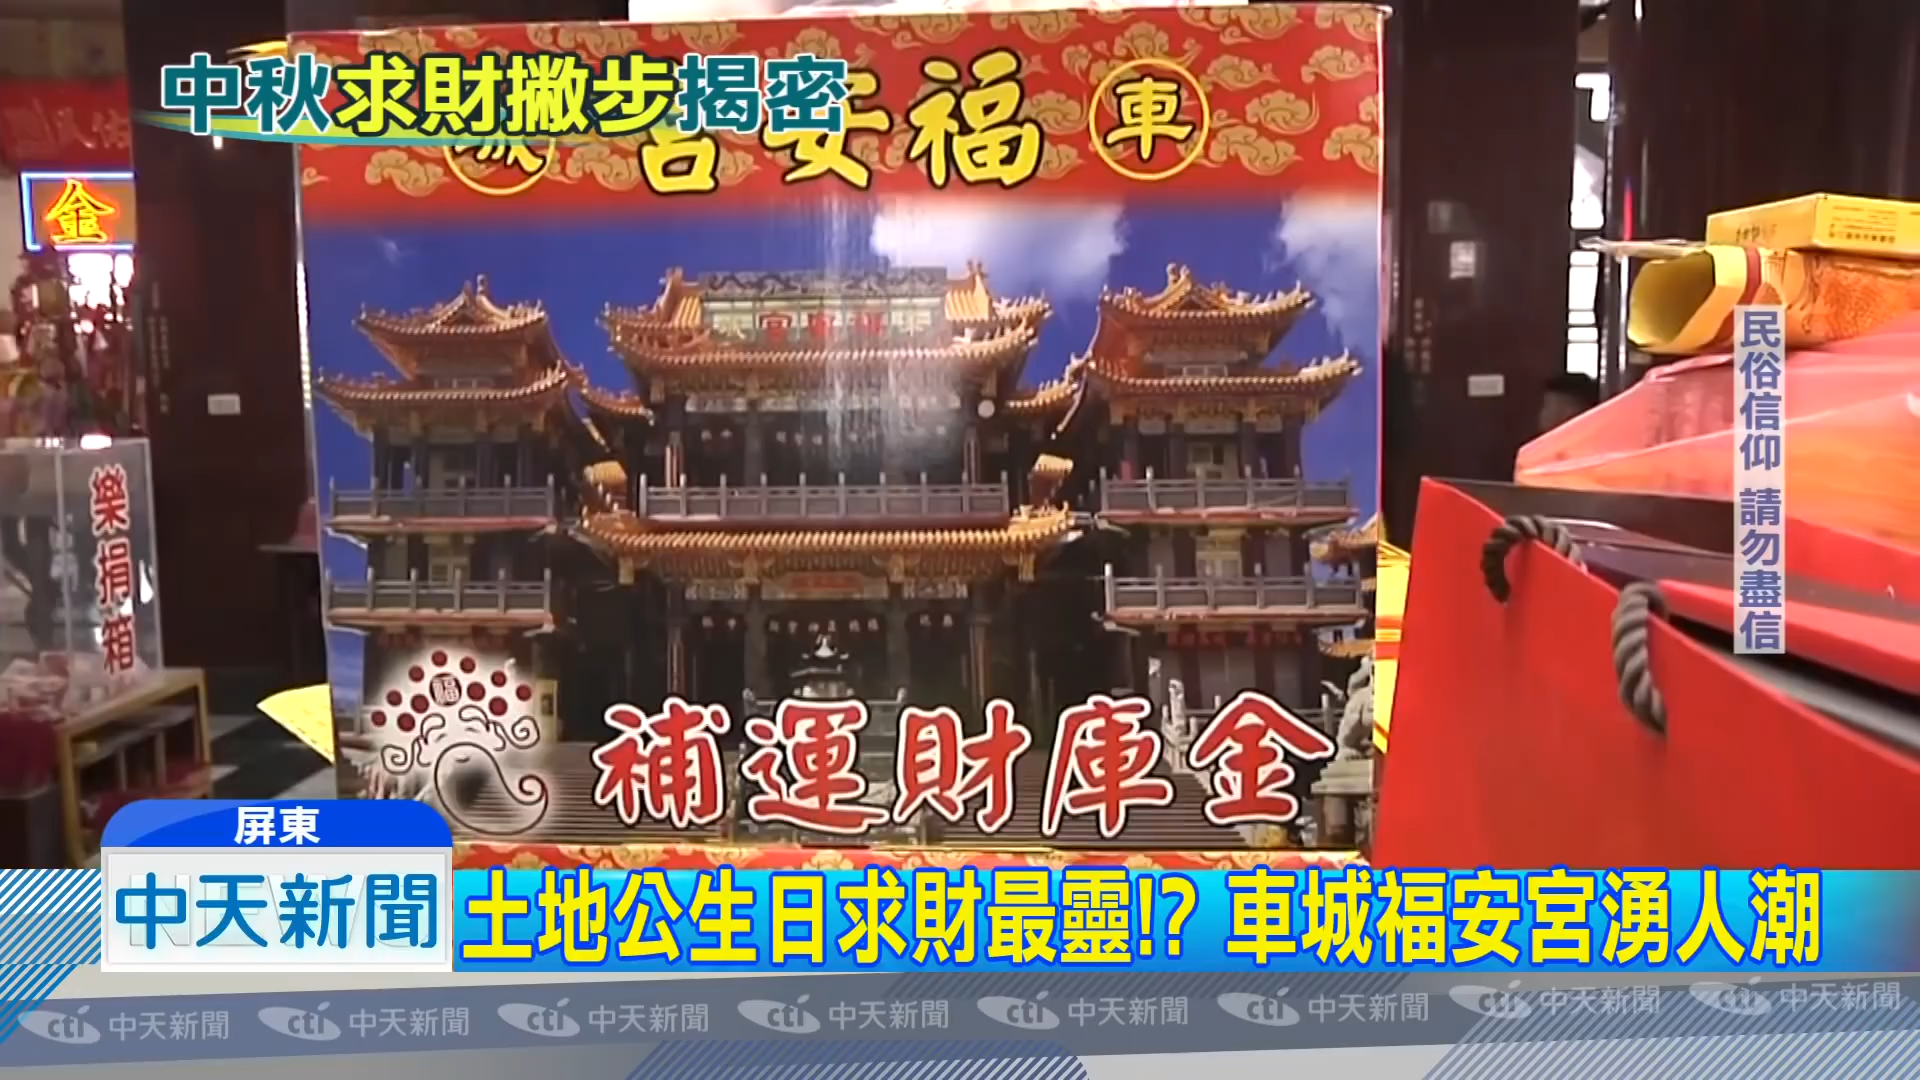 中秋求財撇步揭密
車
城
福安宮
金
樂捐箱
福
補運財庫金
民俗信仰 請勿盡信
屏東
中天新聞
土地公生日求財最靈!? 車城福安宮湧人潮
cti 中天新聞 cti 中天新聞 cti 中天新聞 cti 中天新聞 cti 中天新聞 cti 中天新聞 cti 中天新聞 cti 中天新聞